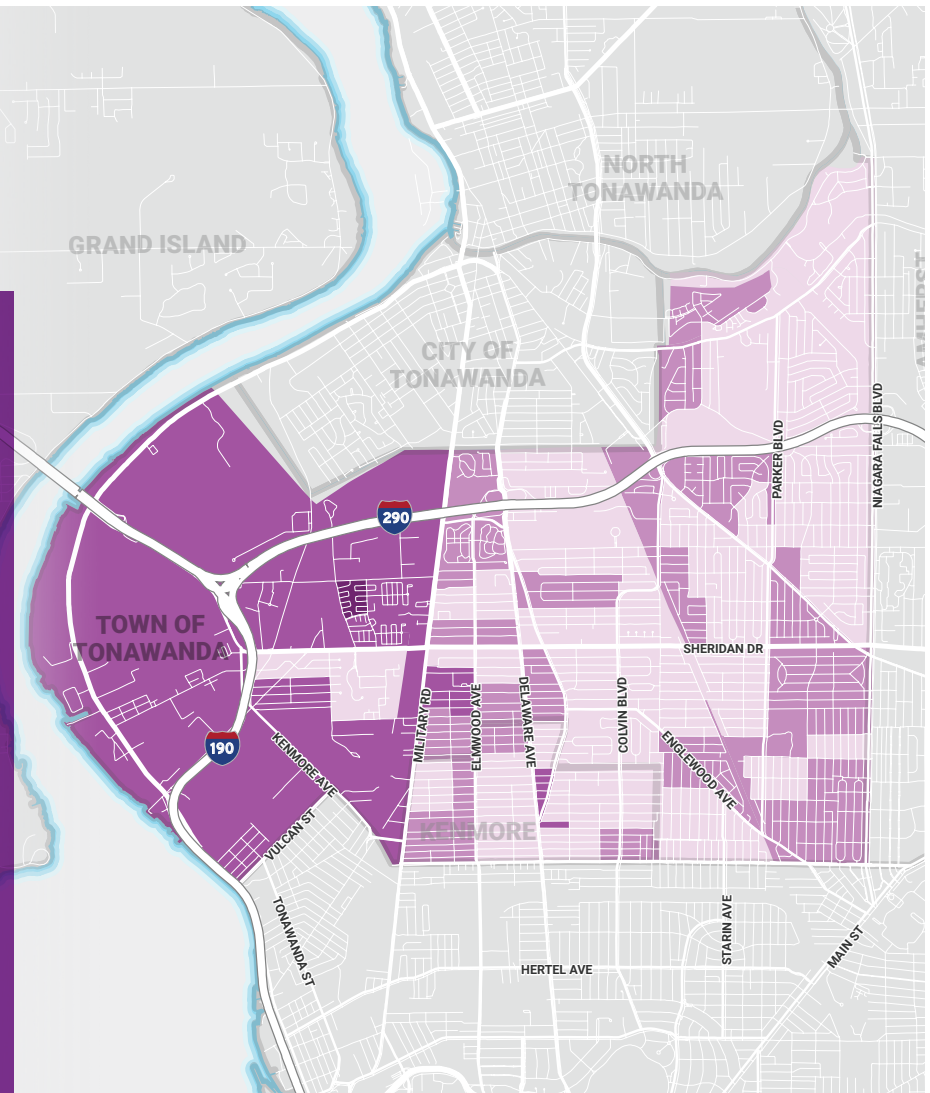 NORTH
TONAWANDA
GRAND ISLAND
AMHERST
CITY OF
TONAWANDA
NIAGARA FALLS BLVD
PARKER BLVD
290
TOWN OF
TONAWANDA
SHERIDAN DR
MILITARY RD
ELMWOOD AVE
DELAWARE AVE
COLVIN BLVD
190
KENMORE AVE
ENGLEWOOD AVE
VULCAN ST
KENMORE
TONAWANDA ST
STARIN AVE
MAIN ST
HERTEL AVE